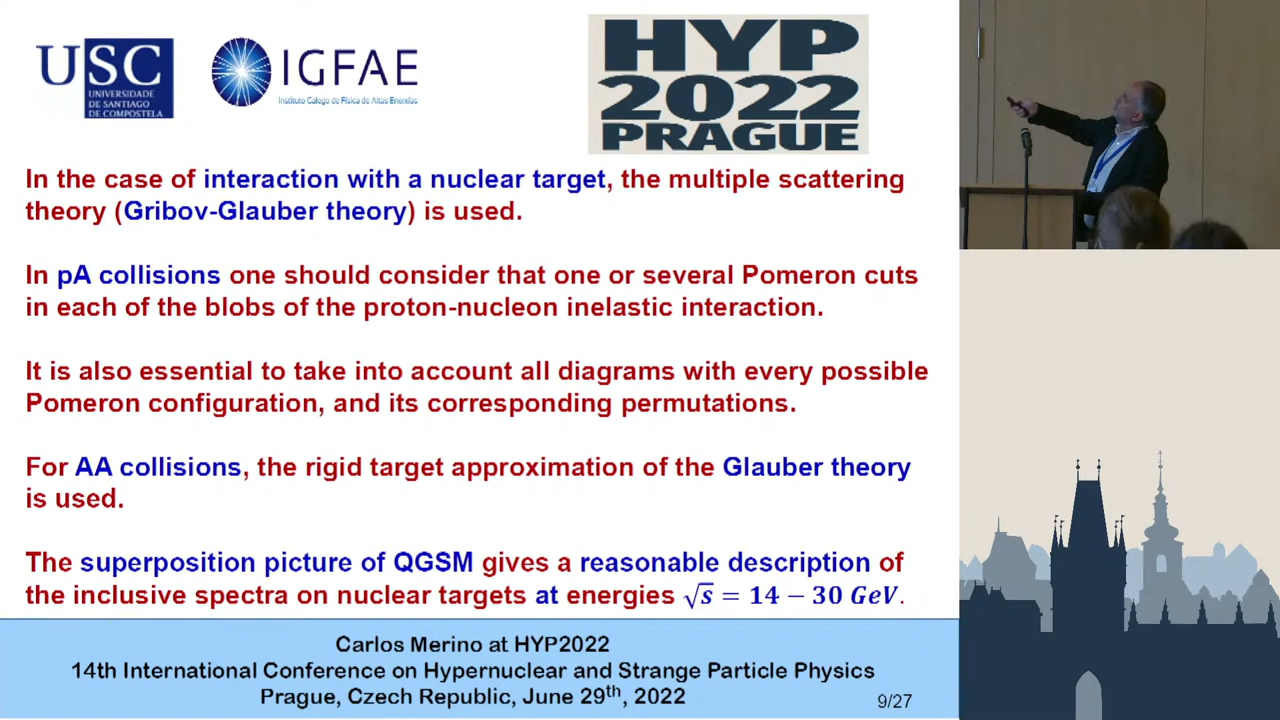 USC
UNIVERSIDADE
DE SANTIAGO
DE COMPOSTELA
IGFAE
Instituto Galego de Física de Altas Enerxías
HYP
2022
PRAGUE
In the case of interaction with a nuclear target, the multiple scattering
theory (Gribov-Glauber theory) is used.
In pA collisions one should consider that one or several Pomeron cuts
in each of the blobs of the proton-nucleon inelastic interaction.
It is also essential to take into account all diagrams with every possible
Pomeron configuration, and its corresponding permutations.
For AA collisions, the rigid target approximation of the Glauber theory
is used.
The superposition picture of QGSM gives a reasonable description of
the inclusive spectra on nuclear targets at energies √s = 14 − 30 GeV.
Carlos Merino at HYP2022
14th International Conference on Hypernuclear and Strange Particle Physics
Prague, Czech Republic, June 29th, 2022
9/27